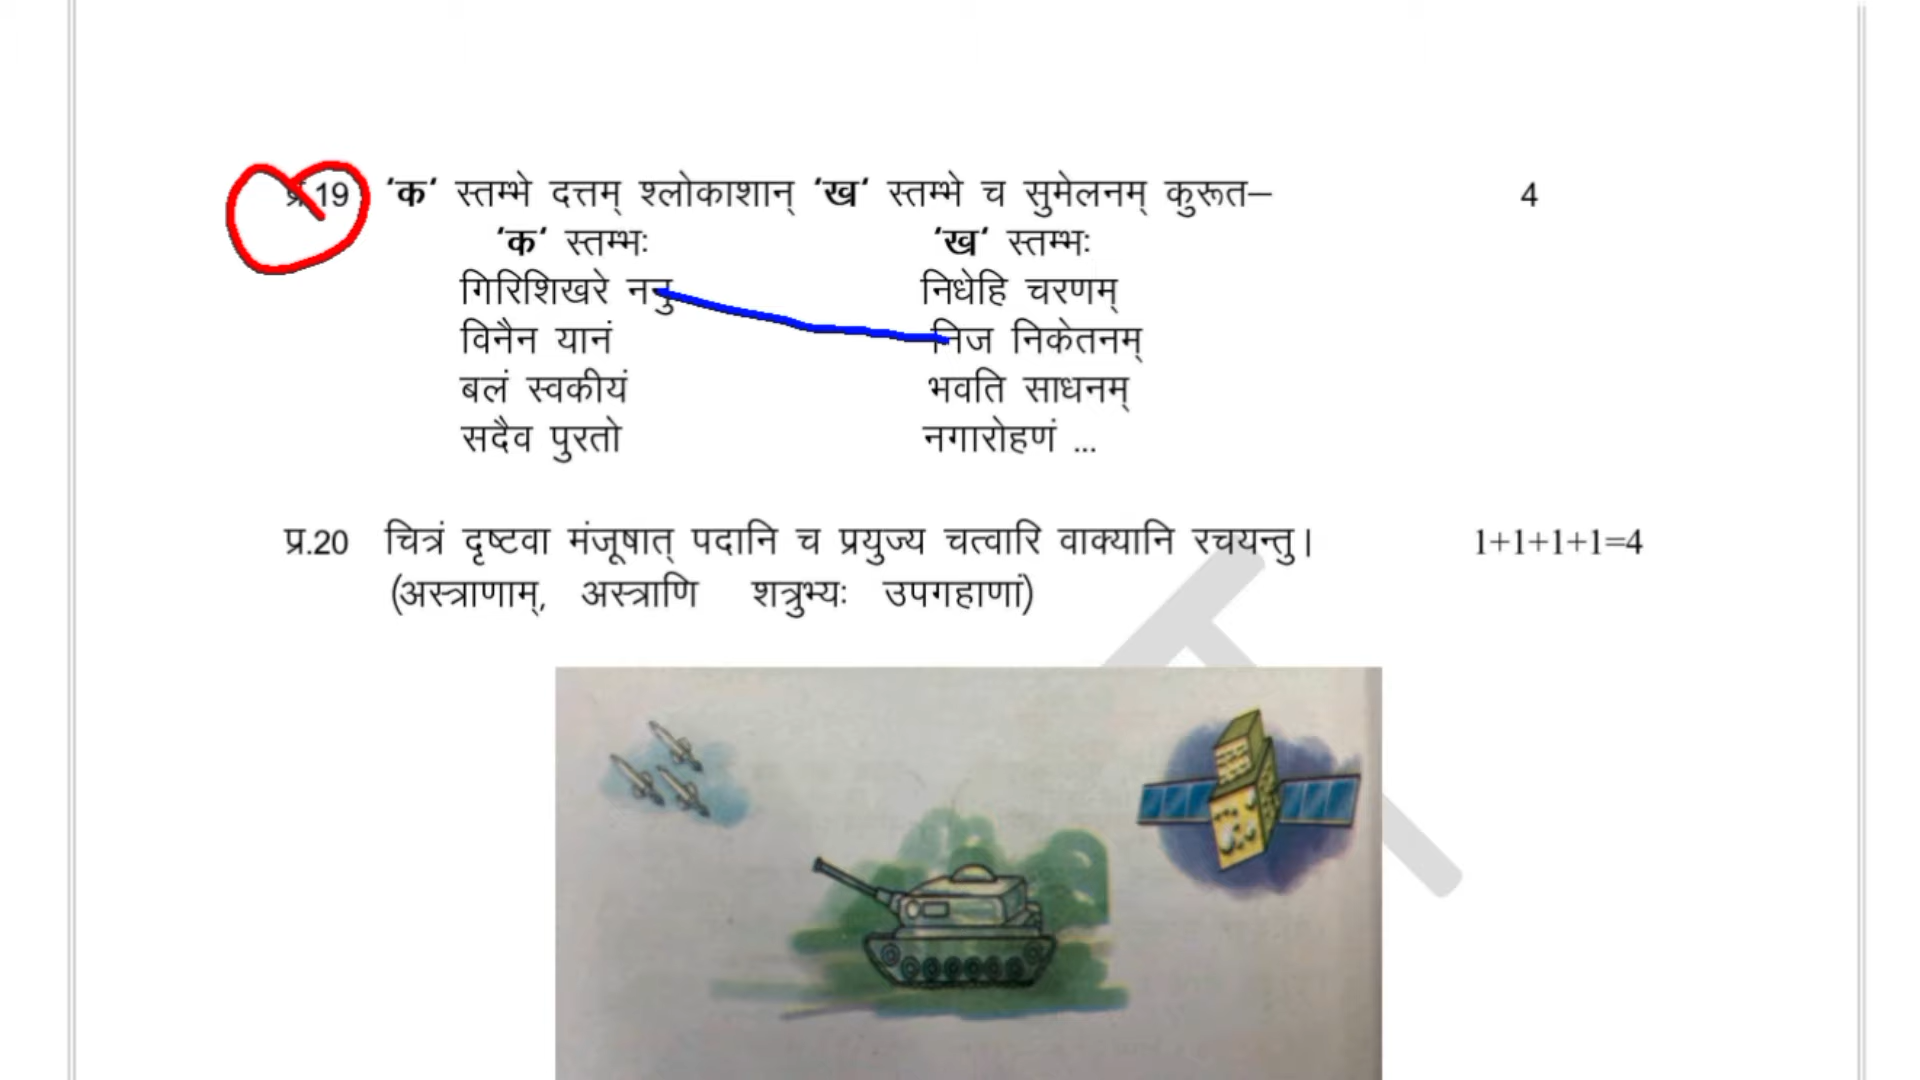 प्र.19 ‘क‘ स्तम्भे दत्तम् श्लोकाशान् ‘ख‘ स्तम्भे च सुमेलनम् कुरूत– 4
‘क‘ स्तम्भः ‘ख‘ स्तम्भः
गिरिशिखरे ननु निधेहि चरणम्
विनैन यानं निज निकेतनम्
बलं स्वकीयं भवति साधनम्
सदैव पुरतो नगारोहणं ...
प्र.20 चित्रं दृष्टवा मंजूषात् पदानि च प्रयुज्य चत्वारि वाक्यानि रचयन्तु। 1+1+1+1=4
(अस्त्राणाम्, अस्त्राणि शत्रुभ्यः उपगहाणां)